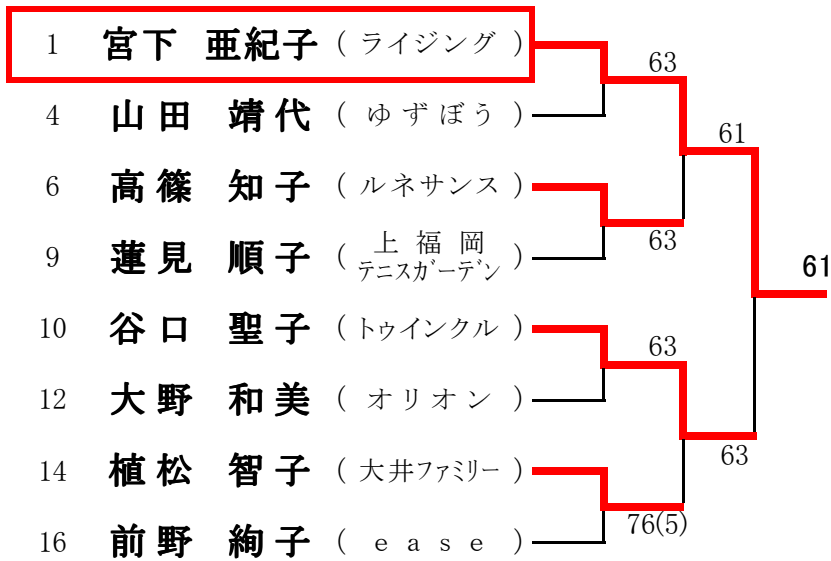 1 宮下 亜紀子 ( ライジング )
63
4 山田 靖代 ( ゆずぼう )
61
6 高篠 知子 ( ルネサンス )
63
9 蓮見 順子 ( 上福岡テニスガーデン )
61
10 谷口 聖子 ( トゥインクル )
63
12 大野 和美 ( オリオン )
63
14 植松 智子 ( 大井ファミリー )
76(5)
16 前野 絢子 ( ease )